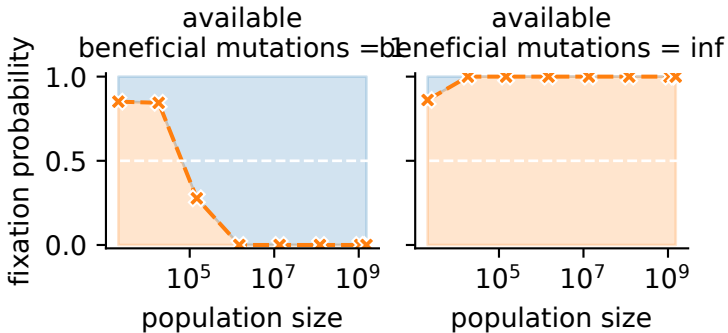 available
beneficial mutations = 1
available
beneficial mutations = inf
fixation probability
1.0
0.5
0.0
10^5
10^7
10^9
population size
10^5
10^7
10^9
population size